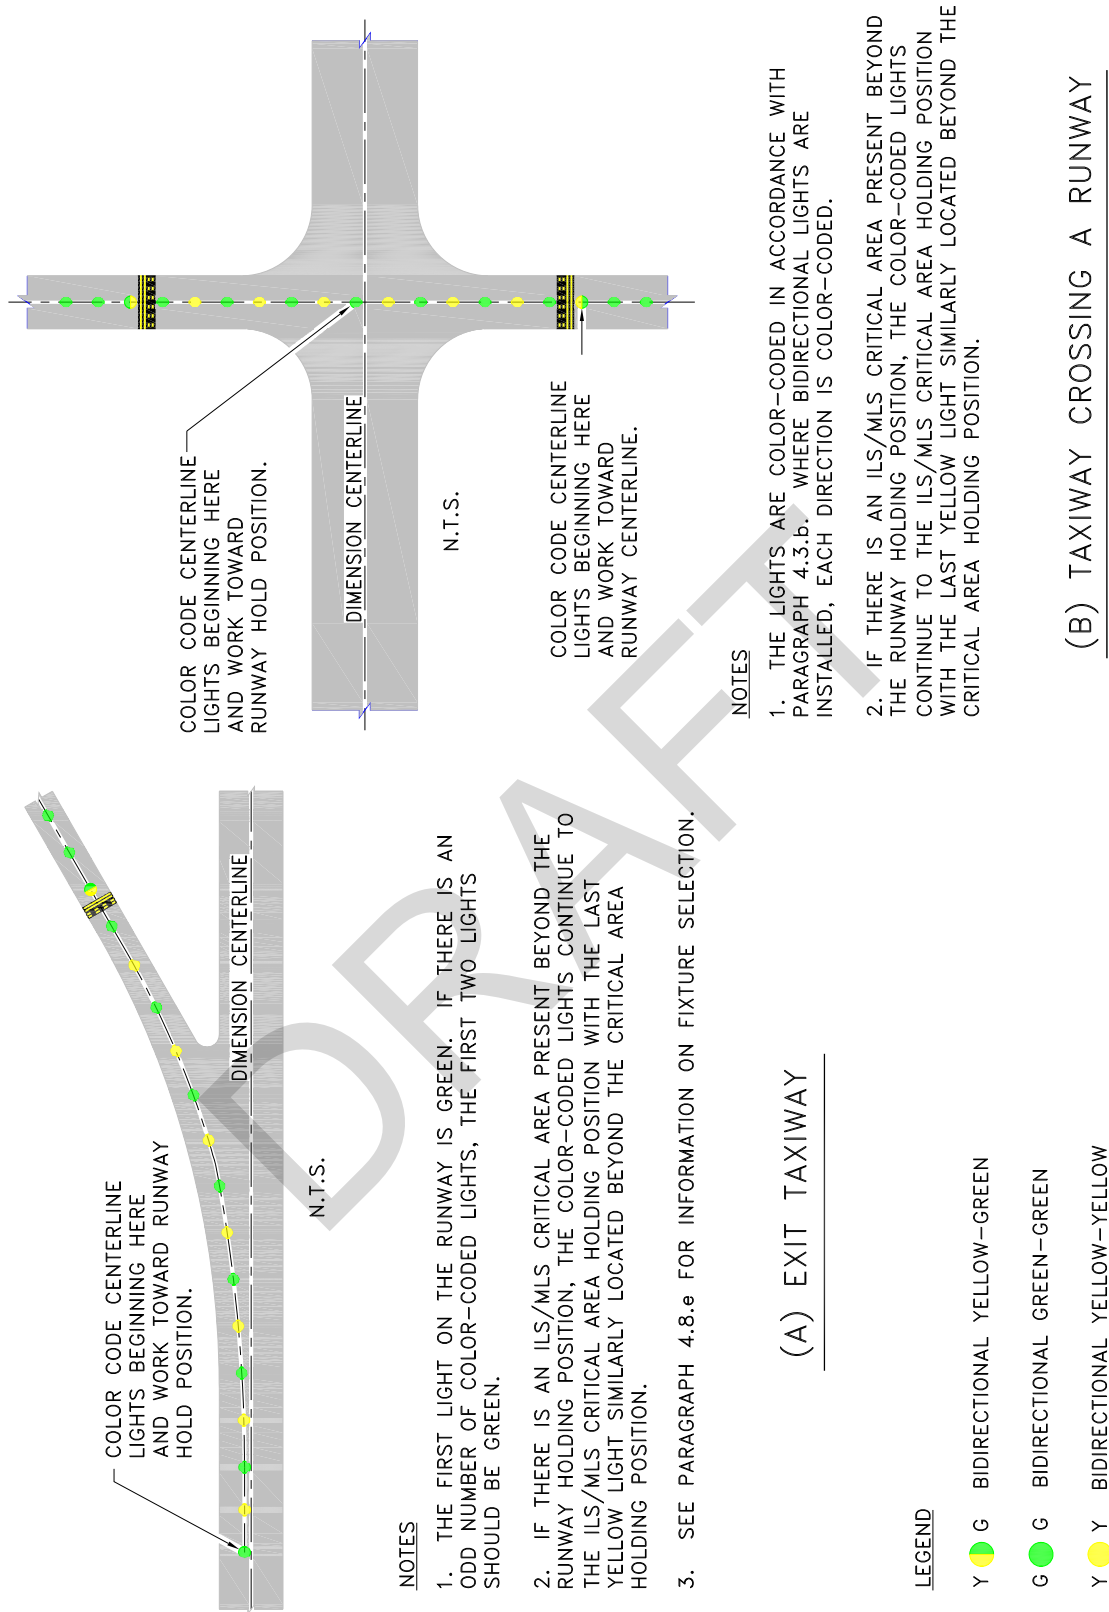 COLOR CODE CENTERLINE
LIGHTS BEGINNING HERE
AND WORK TOWARD RUNWAY
HOLD POSITION.
DIMENSION CENTERLINE
N.T.S.
NOTES
1. THE FIRST LIGHT ON THE RUNWAY IS GREEN. IF THERE IS AN
ODD NUMBER OF COLOR-CODED LIGHTS, THE FIRST TWO LIGHTS
SHOULD BE GREEN.
2. IF THERE IS AN ILS/MLS CRITICAL AREA PRESENT BEYOND THE
RUNWAY HOLDING POSITION, THE COLOR-CODED LIGHTS CONTINUE TO
THE ILS/MLS CRITICAL AREA HOLDING POSITION WITH THE LAST
YELLOW LIGHT SIMILARLY LOCATED BEYOND THE CRITICAL AREA
HOLDING POSITION.
3. SEE PARAGRAPH 4.8.e FOR INFORMATION ON FIXTURE SELECTION.
(A) EXIT TAXIWAY
LEGEND
Y G BIDIRECTIONAL YELLOW-GREEN
G G BIDIRECTIONAL GREEN-GREEN
Y Y BIDIRECTIONAL YELLOW-YELLOW
COLOR CODE CENTERLINE
LIGHTS BEGINNING HERE
AND WORK TOWARD
RUNWAY HOLD POSITION.
DIMENSION CENTERLINE
N.T.S.
COLOR CODE CENTERLINE
LIGHTS BEGINNING HERE
AND WORK TOWARD
RUNWAY CENTERLINE.
NOTES
1. THE LIGHTS ARE COLOR-CODED IN ACCORDANCE WITH
PARAGRAPH 4.3.b. WHERE BIDIRECTIONAL LIGHTS ARE
INSTALLED, EACH DIRECTION IS COLOR-CODED.
2. IF THERE IS AN ILS/MLS CRITICAL AREA PRESENT BEYOND
THE RUNWAY HOLDING POSITION, THE COLOR-CODED LIGHTS
CONTINUE TO THE ILS/MLS CRITICAL AREA HOLDING POSITION
WITH THE LAST YELLOW LIGHT SIMILARLY LOCATED BEYOND THE
CRITICAL AREA HOLDING POSITION.
(B) TAXIWAY CROSSING A RUNWAY
DRAFT